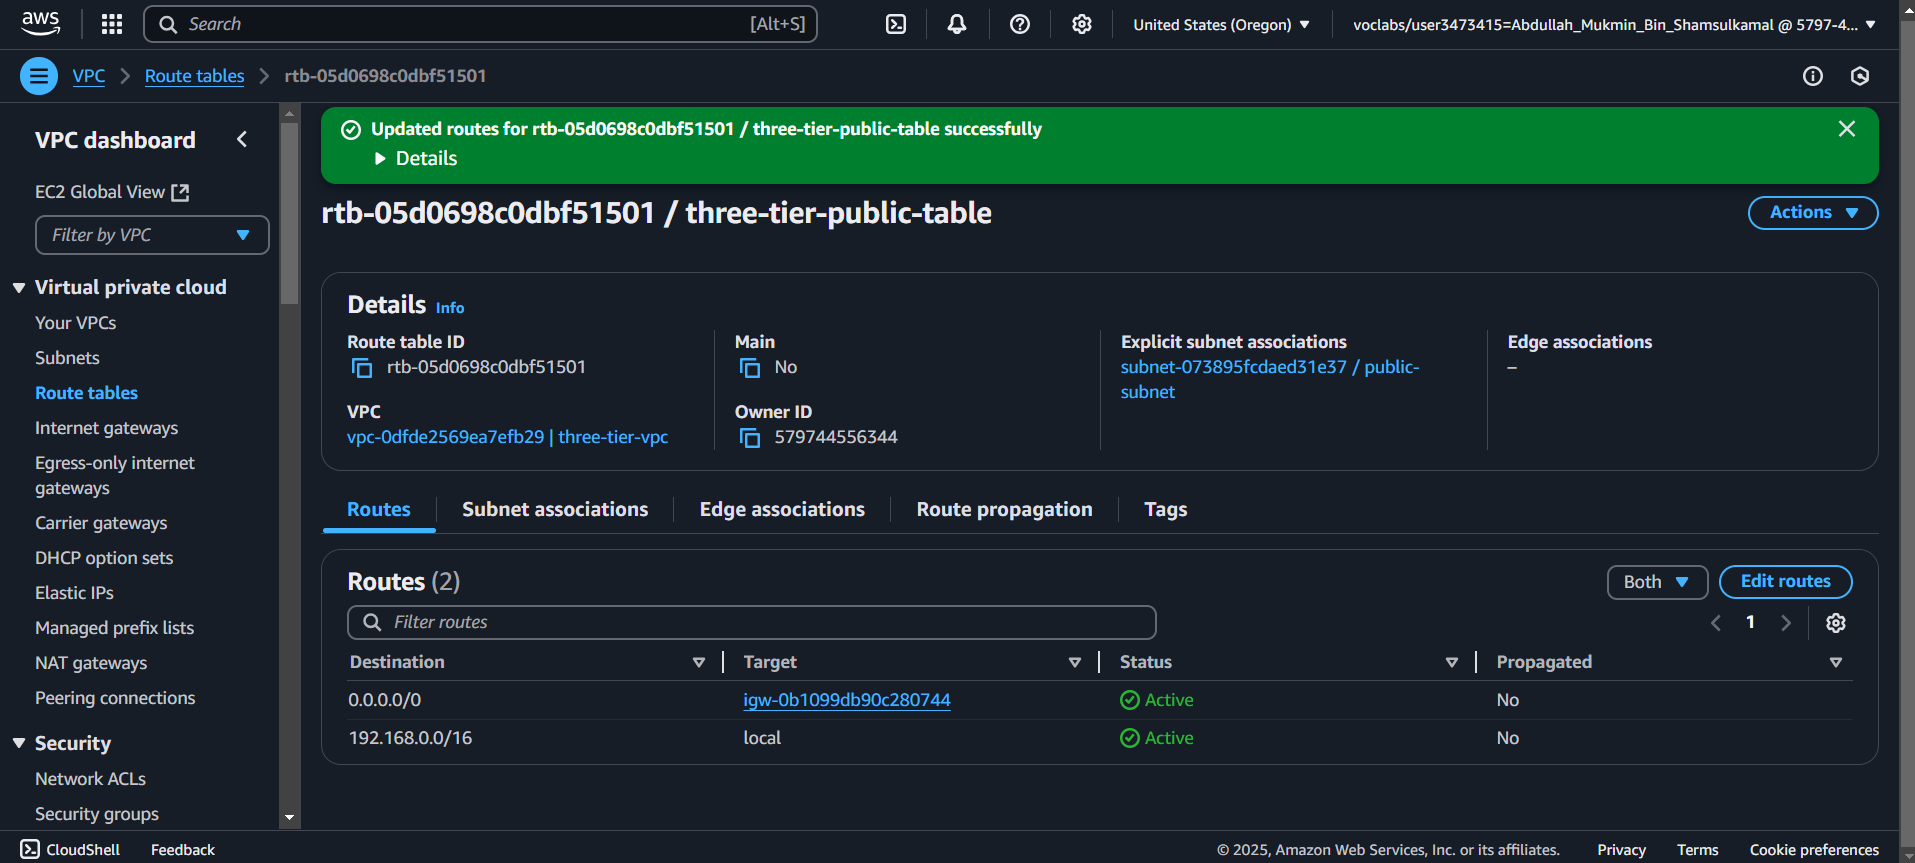 aws
Search [Alt+S]
United States (Oregon)
voclabs/user3473415=Abdullah_Mukmin_Bin_Shamsulkamal @ 5797-4...
VPC
Route tables
rtb-05d0698c0dbf51501
VPC dashboard
EC2 Global View
Filter by VPC
Virtual private cloud
Your VPCs
Subnets
Route tables
Internet gateways
Egress-only internet
gateways
Carrier gateways
DHCP option sets
Elastic IPs
Managed prefix lists
NAT gateways
Peering connections
Security
Network ACLs
Security groups
Updated routes for rtb-05d0698c0dbf51501 / three-tier-public-table successfully
Details
rtb-05d0698c0dbf51501 / three-tier-public-table
Actions
Details Info
Route table ID
rtb-05d0698c0dbf51501
VPC
vpc-0dfde2569ea7efb29 | three-tier-vpc
Main
No
Owner ID
579744556344
Explicit subnet associations
subnet-073895fcdaed31e37 / public-
subnet
Edge associations
–
Routes Subnet associations Edge associations Route propagation Tags
Routes (2)
Both
Edit routes
Filter routes
1
Destination Target Status Propagated
0.0.0.0/0 igw-0b1099db90c280744 Active No
192.168.0.0/16 local Active No
CloudShell Feedback
© 2025, Amazon Web Services, Inc. or its affiliates. Privacy Terms Cookie preferences